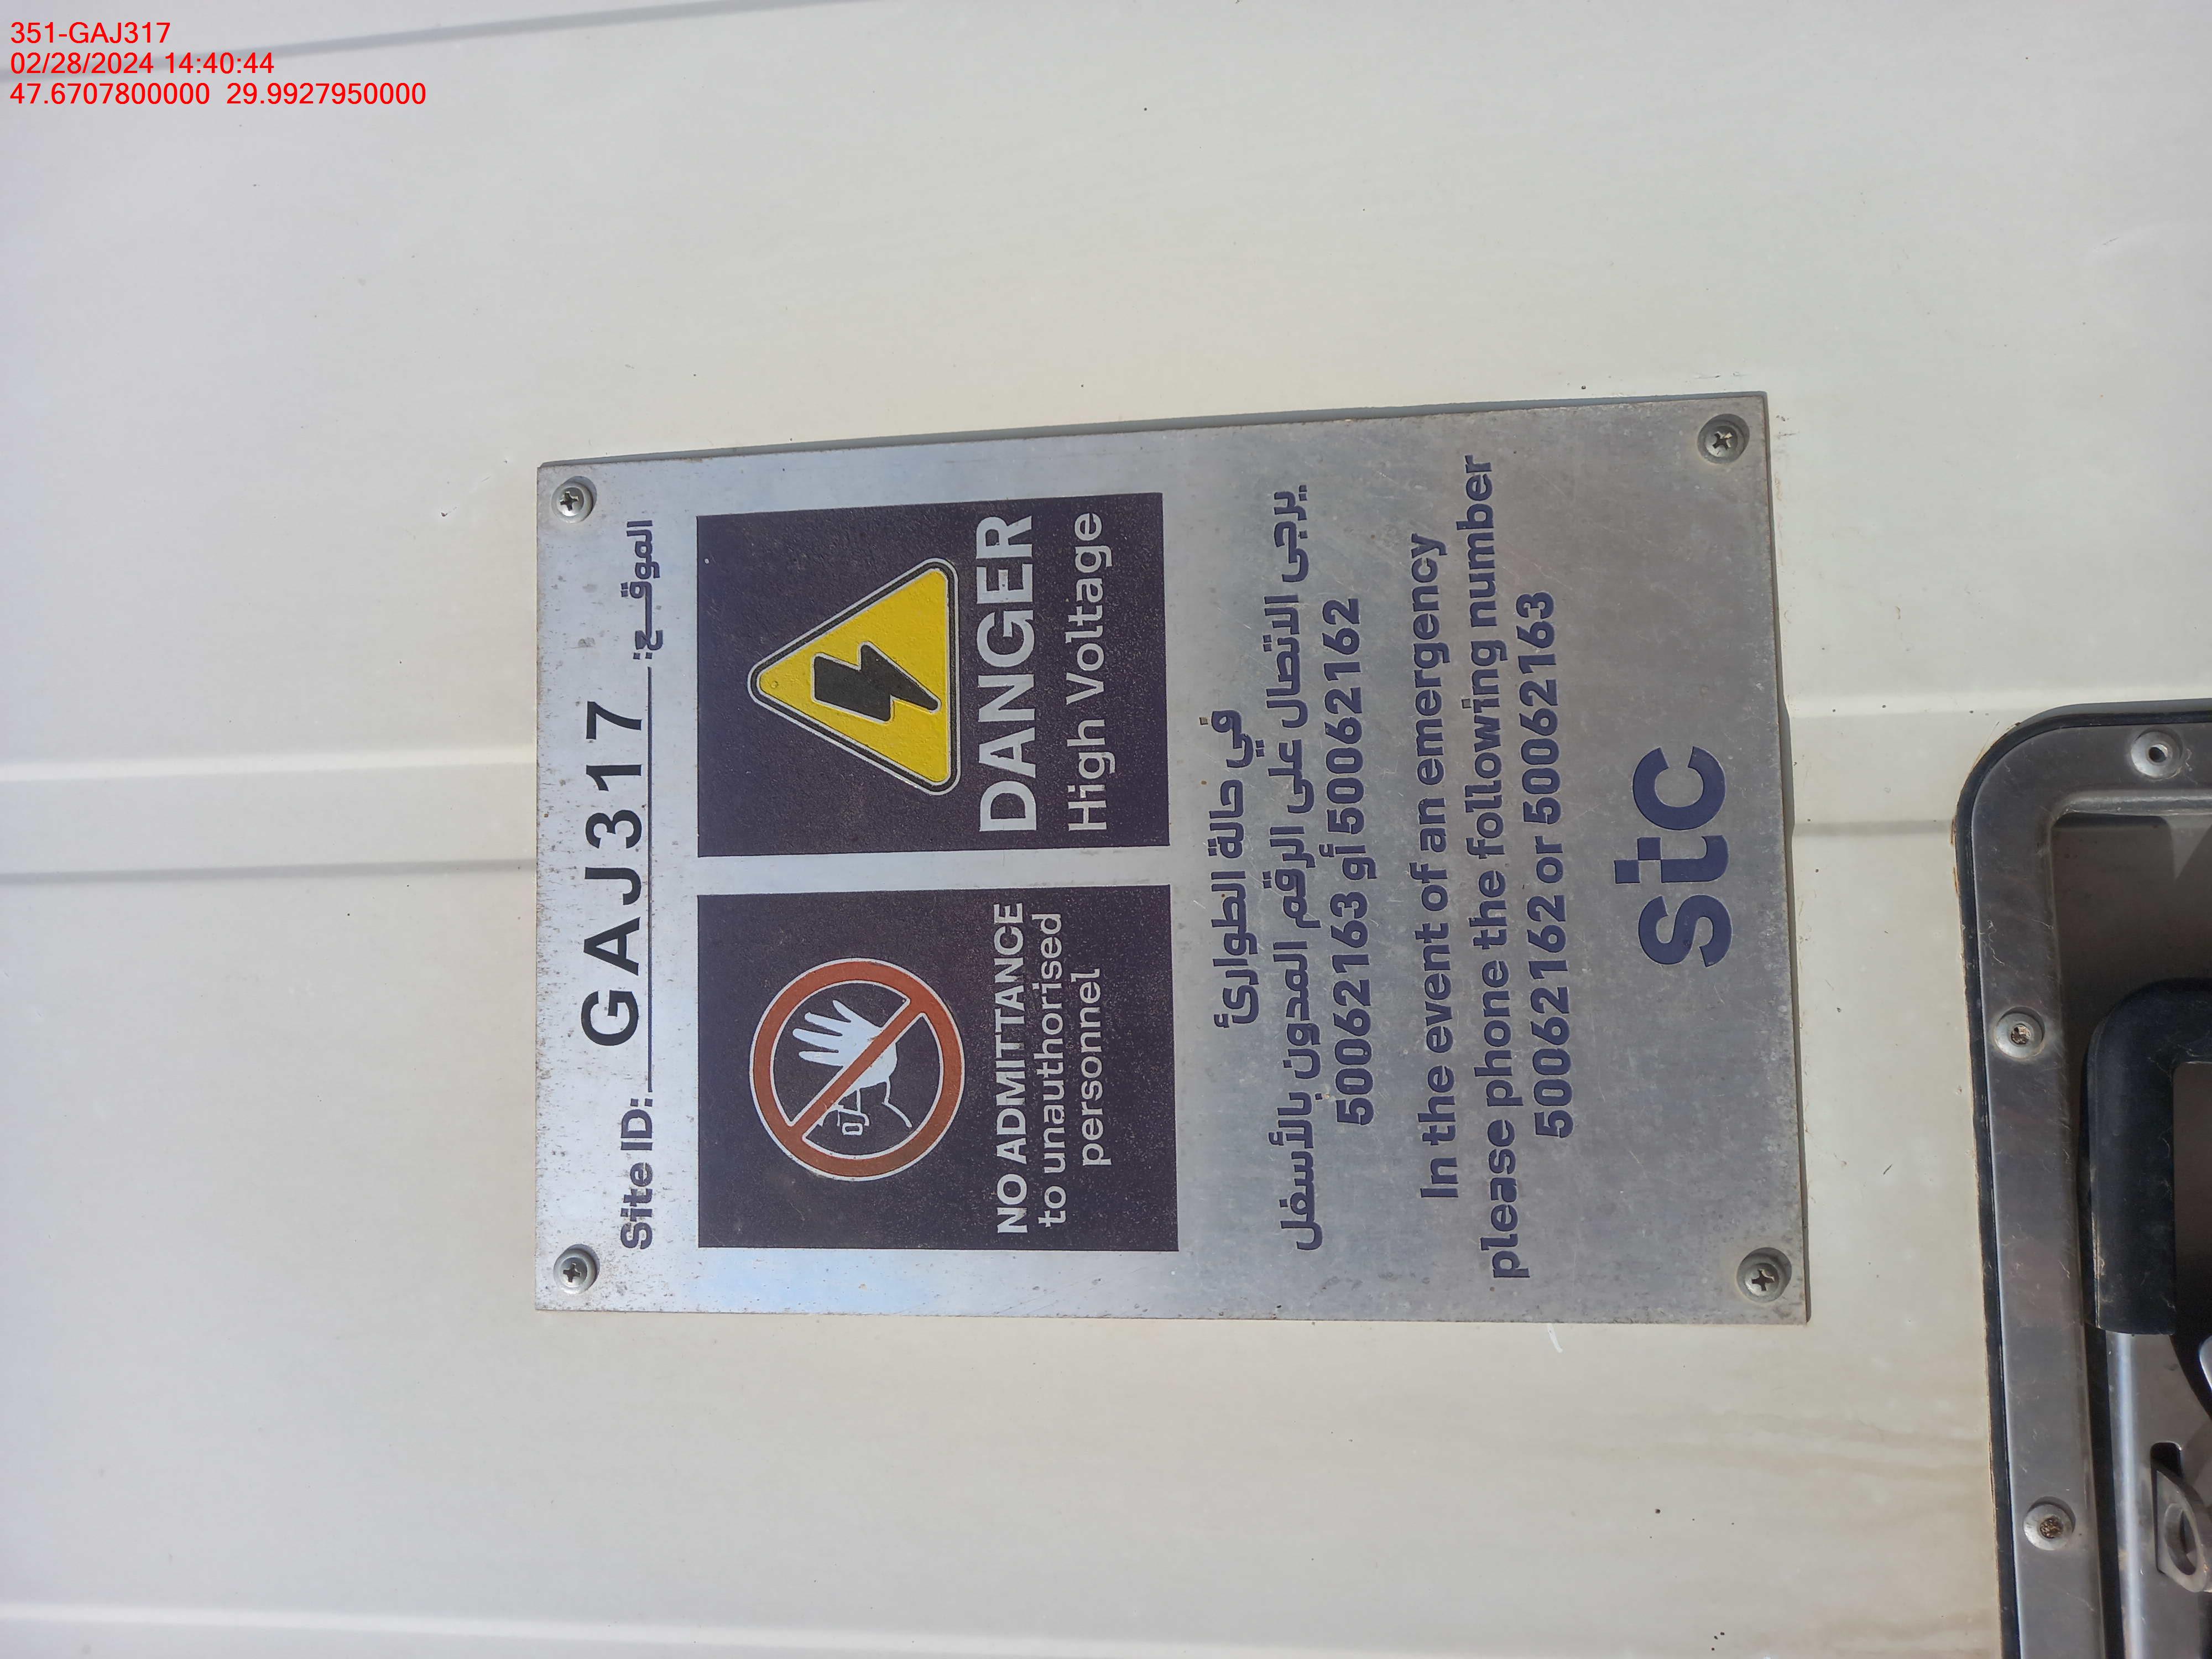 351-GAJ317
02/28/2024 14:40:44
47.6707800000 29.9927950000
Site ID: GAJ317 الموقع:
NO ADMITTANCE
to unauthorised
personnel
DANGER
High Voltage
في حالة الطوارئ
يرجى الاتصال على الرقم المدون بالأسفل
50062162 أو 50062163
In the event of an emergency
please phone the following number
50062162 or 50062163
stc